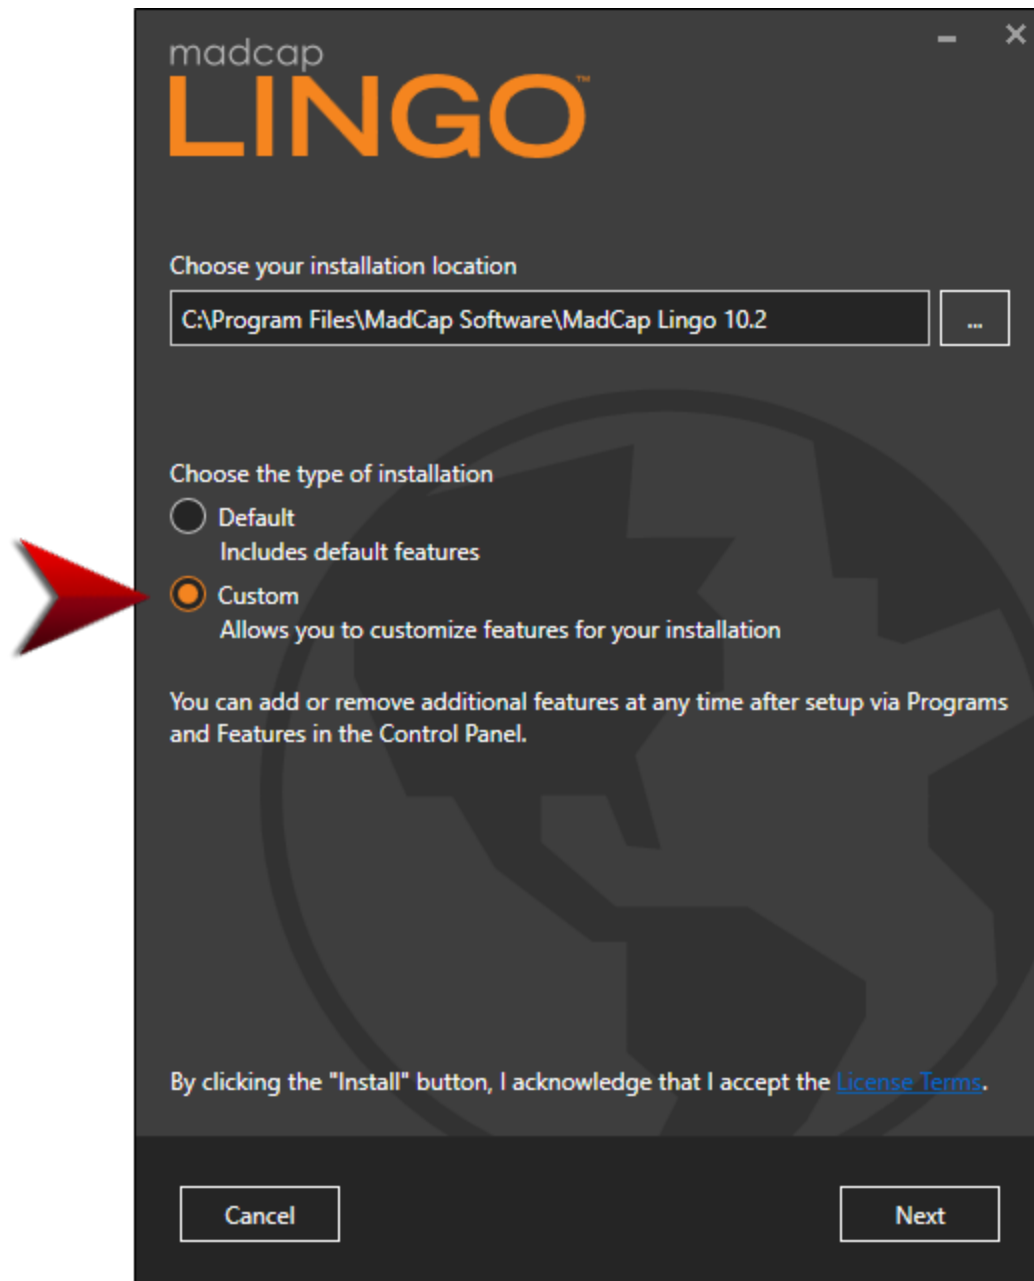 madcap
LINGO™
Choose your installation location
C:\Program Files\MadCap Software\MadCap Lingo 10.2
...
Choose the type of installation
Default
Includes default features
Custom
Allows you to customize features for your installation
You can add or remove additional features at any time after setup via Programs
and Features in the Control Panel.
By clicking the "Install" button, I acknowledge that I accept the License Terms.
Cancel
Next